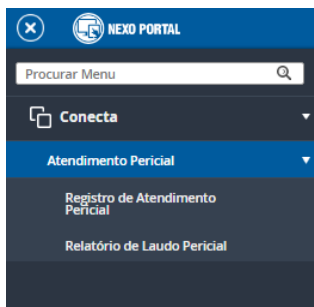 NEXO PORTAL
Procurar Menu
Conecta
Atendimento Pericial
Registro de Atendimento
Pericial
Relatório de Laudo Pericial